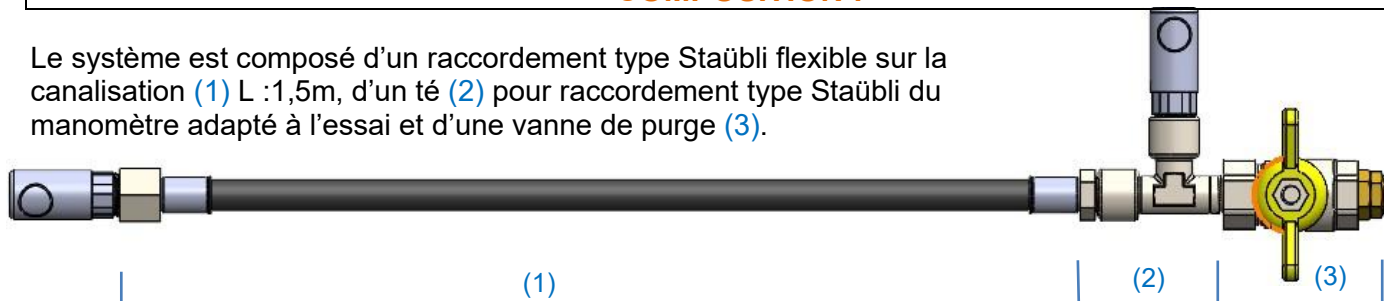 Le système est composé d’un raccordement type Staübli flexible sur la
canalisation (1) L :1,5m, d’un té (2) pour raccordement type Staübli du
manomètre adapté à l’essai et d’une vanne de purge (3).
(1)
(2)
(3)